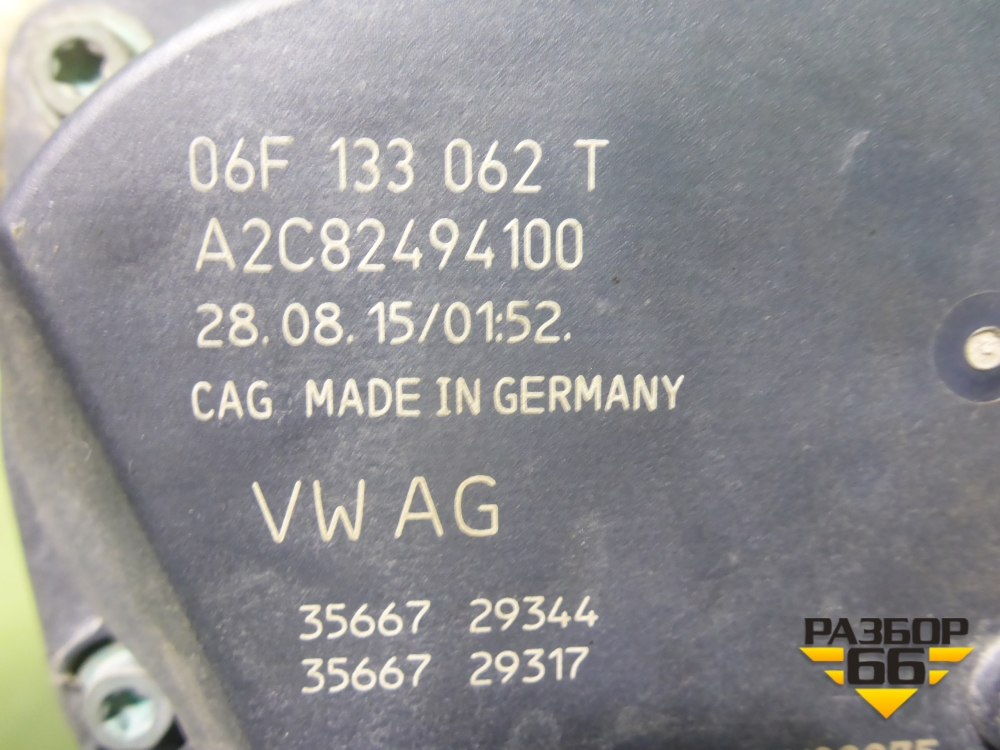 06F 133 062 T
A2C82494100
28.08.15/01:52.
CAG MADE IN GERMANY
VW AG
35667 29344
35667 29317
РАЗБОР
66